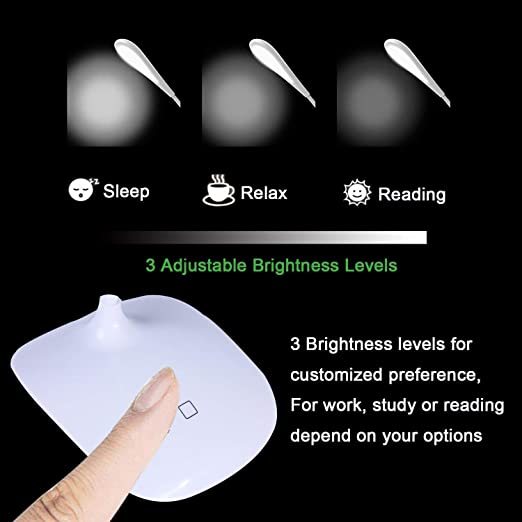 Sleep
Relax
Reading
3 Adjustable Brightness Levels
3 Brightness levels for
customized preference,
For work, study or reading
depend on your options